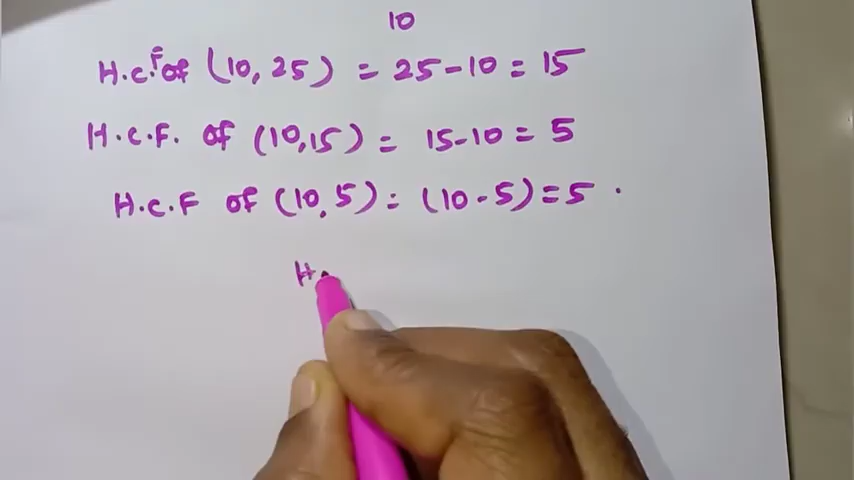 10
H.C.F of (10, 25) = 25-10 = 15
H.C.F. of (10,15) = 15-10 = 5
H.C.F of (10,5) = (10-5) = 5 .
H.